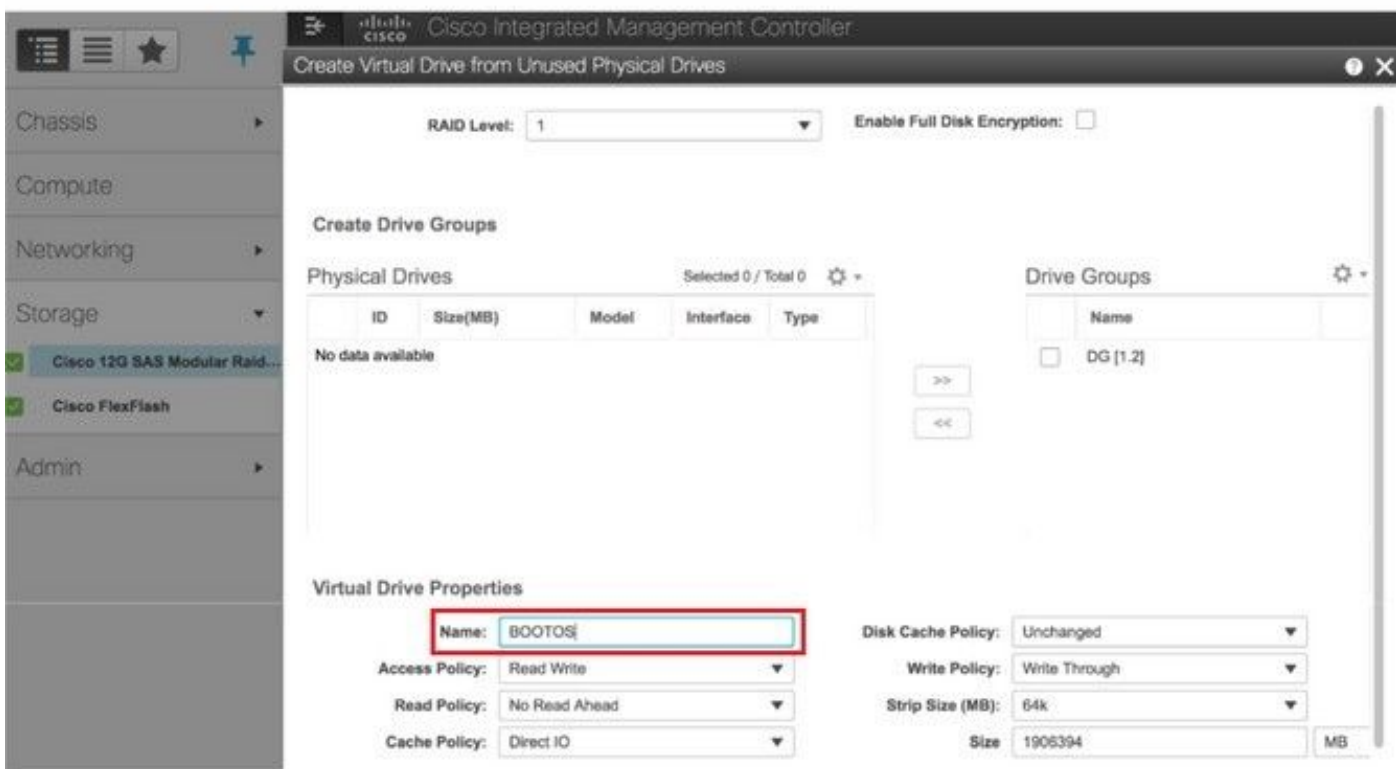 cisco Cisco Integrated Management Controller
Create Virtual Drive from Unused Physical Drives
Chassis
Compute
Networking
Storage
Cisco 12G SAS Modular Raid...
Cisco FlexFlash
Admin
RAID Level: 1
Enable Full Disk Encryption:
Create Drive Groups
Physical Drives Selected 0 / Total 0
ID Size(MB) Model Interface Type
No data available
>>
<<
Drive Groups
Name
DG [1.2]
Virtual Drive Properties
Name: BOOTOS
Disk Cache Policy: Unchanged
Access Policy: Read Write
Write Policy: Write Through
Read Policy: No Read Ahead
Strip Size (MB): 64k
Cache Policy: Direct IO
Size 1906394 MB